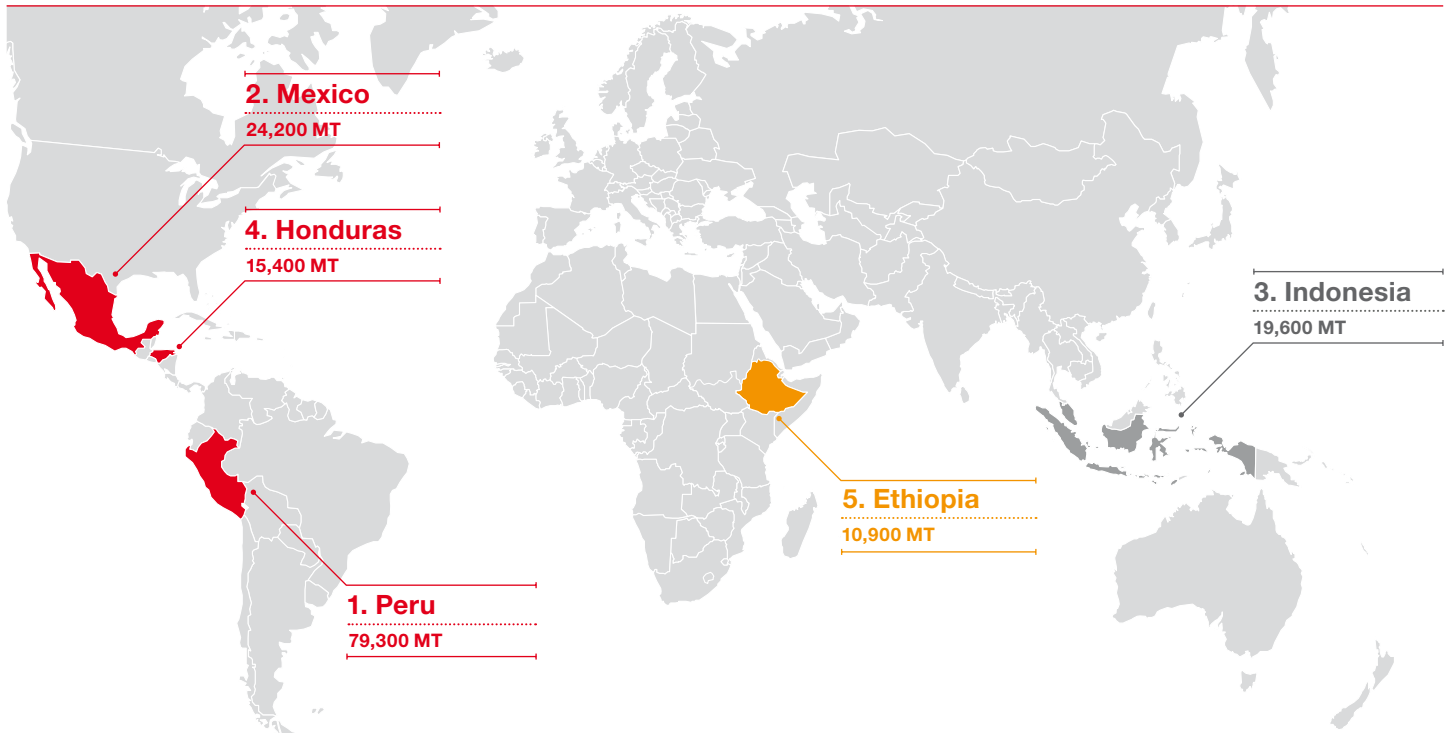 2. Mexico
24,200 MT
4. Honduras
15,400 MT
3. Indonesia
19,600 MT
5. Ethiopia
10,900 MT
1. Peru
79,300 MT